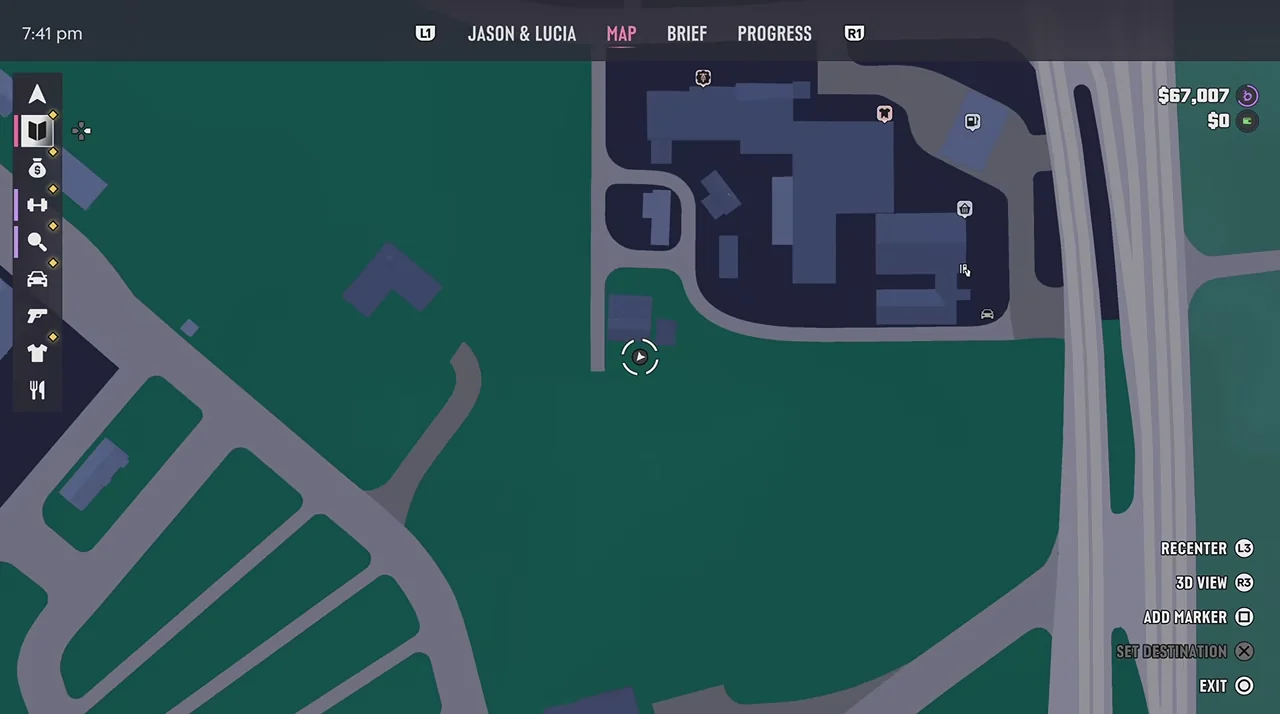 7:41 pm
L1 JASON & LUCIA MAP BRIEF PROGRESS R1
$67,007
$0
RECENTER L3
3D VIEW R3
ADD MARKER
SET DESTINATION
EXIT